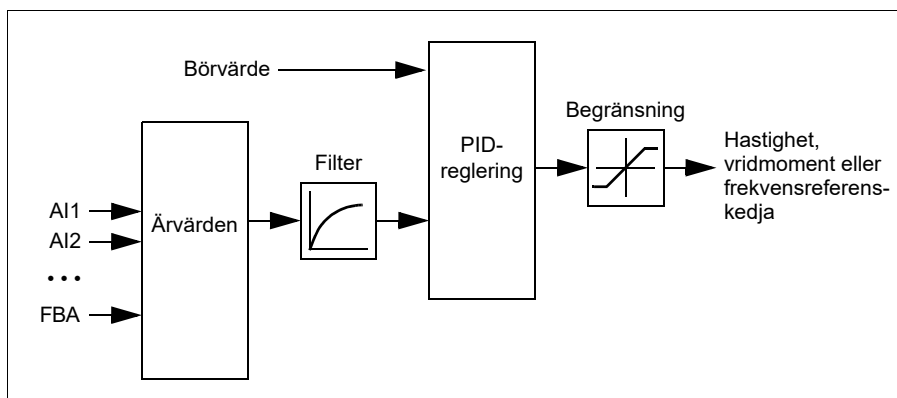 Börvärde
AI1
AI2
...
FBA
Ärvärden
Filter
PID-
reglering
Begränsning
Hastighet,
vridmoment eller
frekvensreferens-
kedja